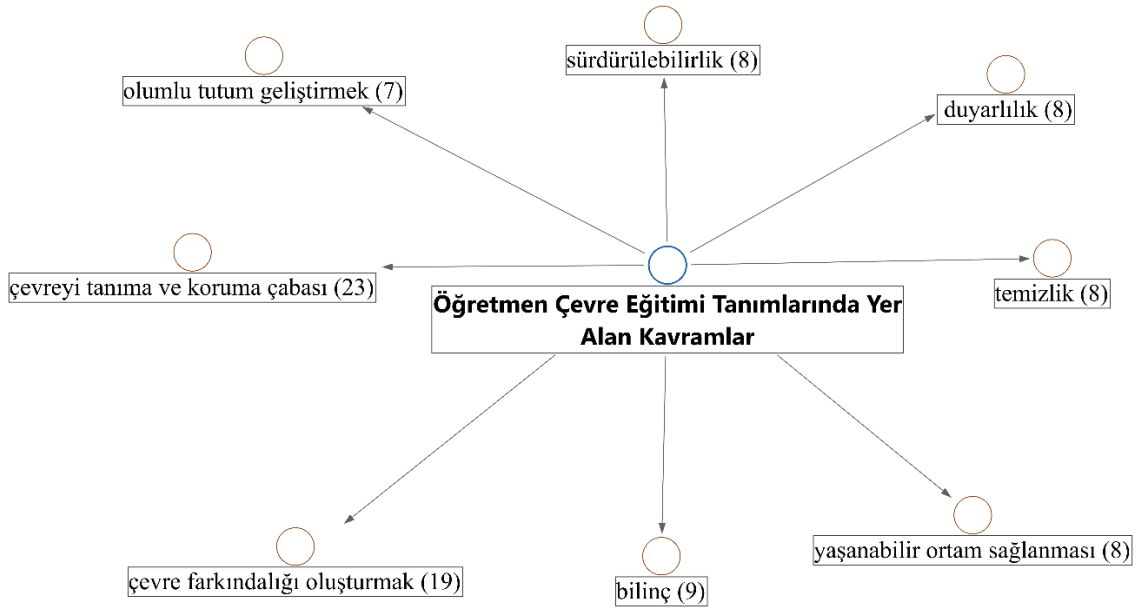 sürdürülebilirlik (8)
olumlu tutum geliştirmek (7)
duyarlılık (8)
çevreyi tanıma ve koruma çabası (23)
temizlik (8)
Öğretmen Çevre Eğitimi Tanımlarında Yer
Alan Kavramlar
çevre farkındalığı oluşturmak (19)
bilinç (9)
yaşanabilir ortam sağlanması (8)